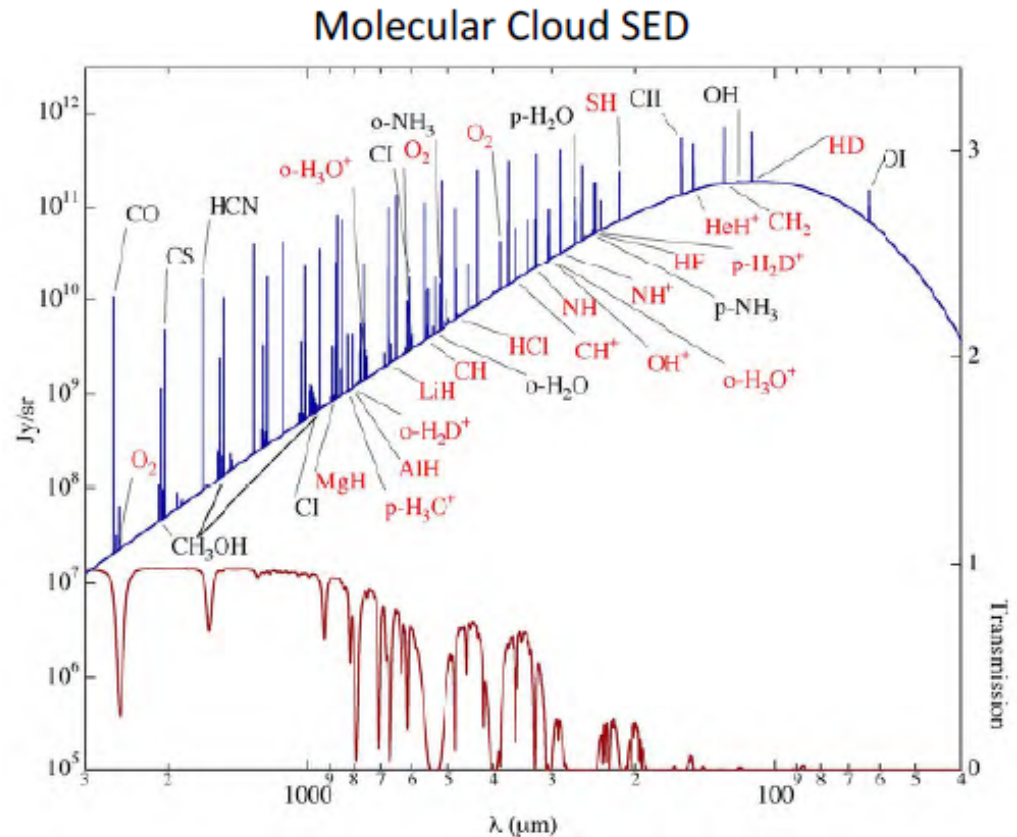 Molecular Cloud SED
10¹²
10¹¹
10¹⁰
10⁹
10⁸
10⁷
10⁶
10⁵
Jy/sr
3
2
1
0
Transmission
CO
CS
HCN
o-H₃O⁺
o-NH₃
CI
O₂
O₂
p-H₂O
SH
CII
OH
HD
OI
HeH⁺
CH₂
HF
p-H₂D⁺
p-NH₃
NH
NH⁺
HCl
CH⁺
OH⁺
o-H₃O⁺
CH
o-H₂O
LiH
o-H₂D⁺
AlH
MgH
p-H₃C⁺
CI
O₂
CH₃OH
3
2
1000
9
8
7
6
5
4
3
2
100
9
8
7
6
5
4
λ (μm)